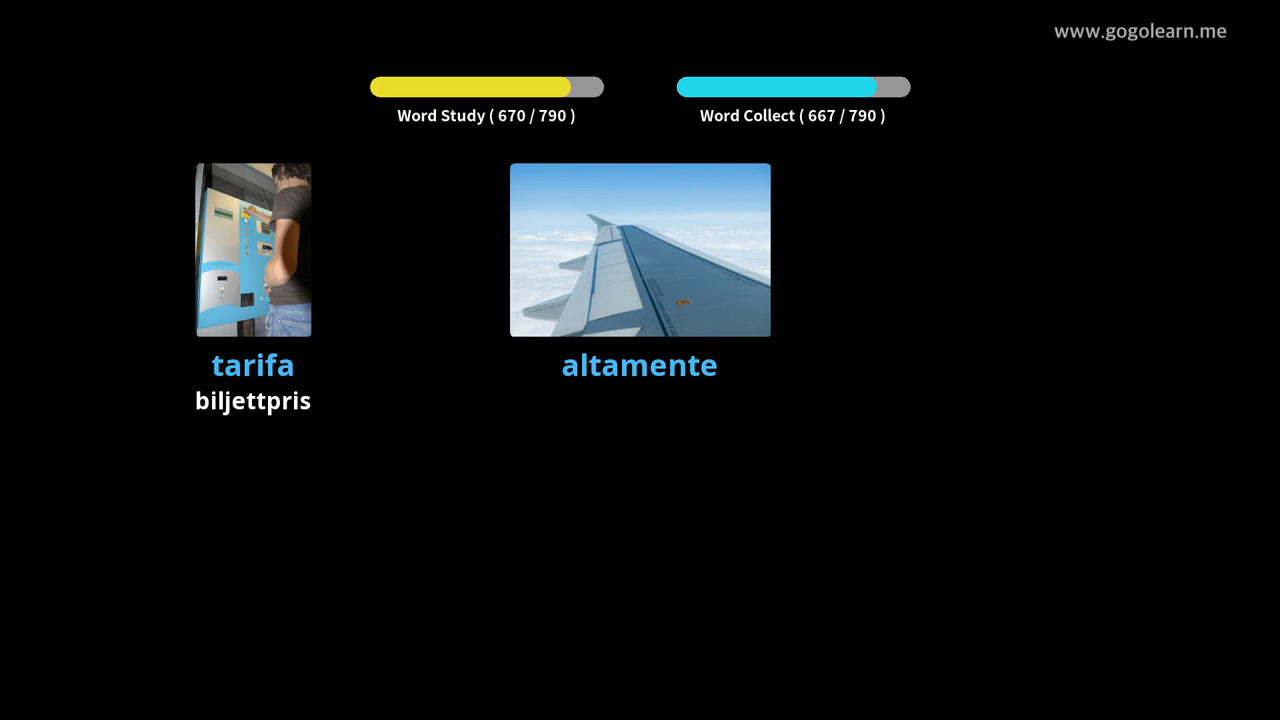 www.gogolearn.me
Word Study ( 670 / 790 )
Word Collect ( 667 / 790 )
tarifa
altamente
biljettpris